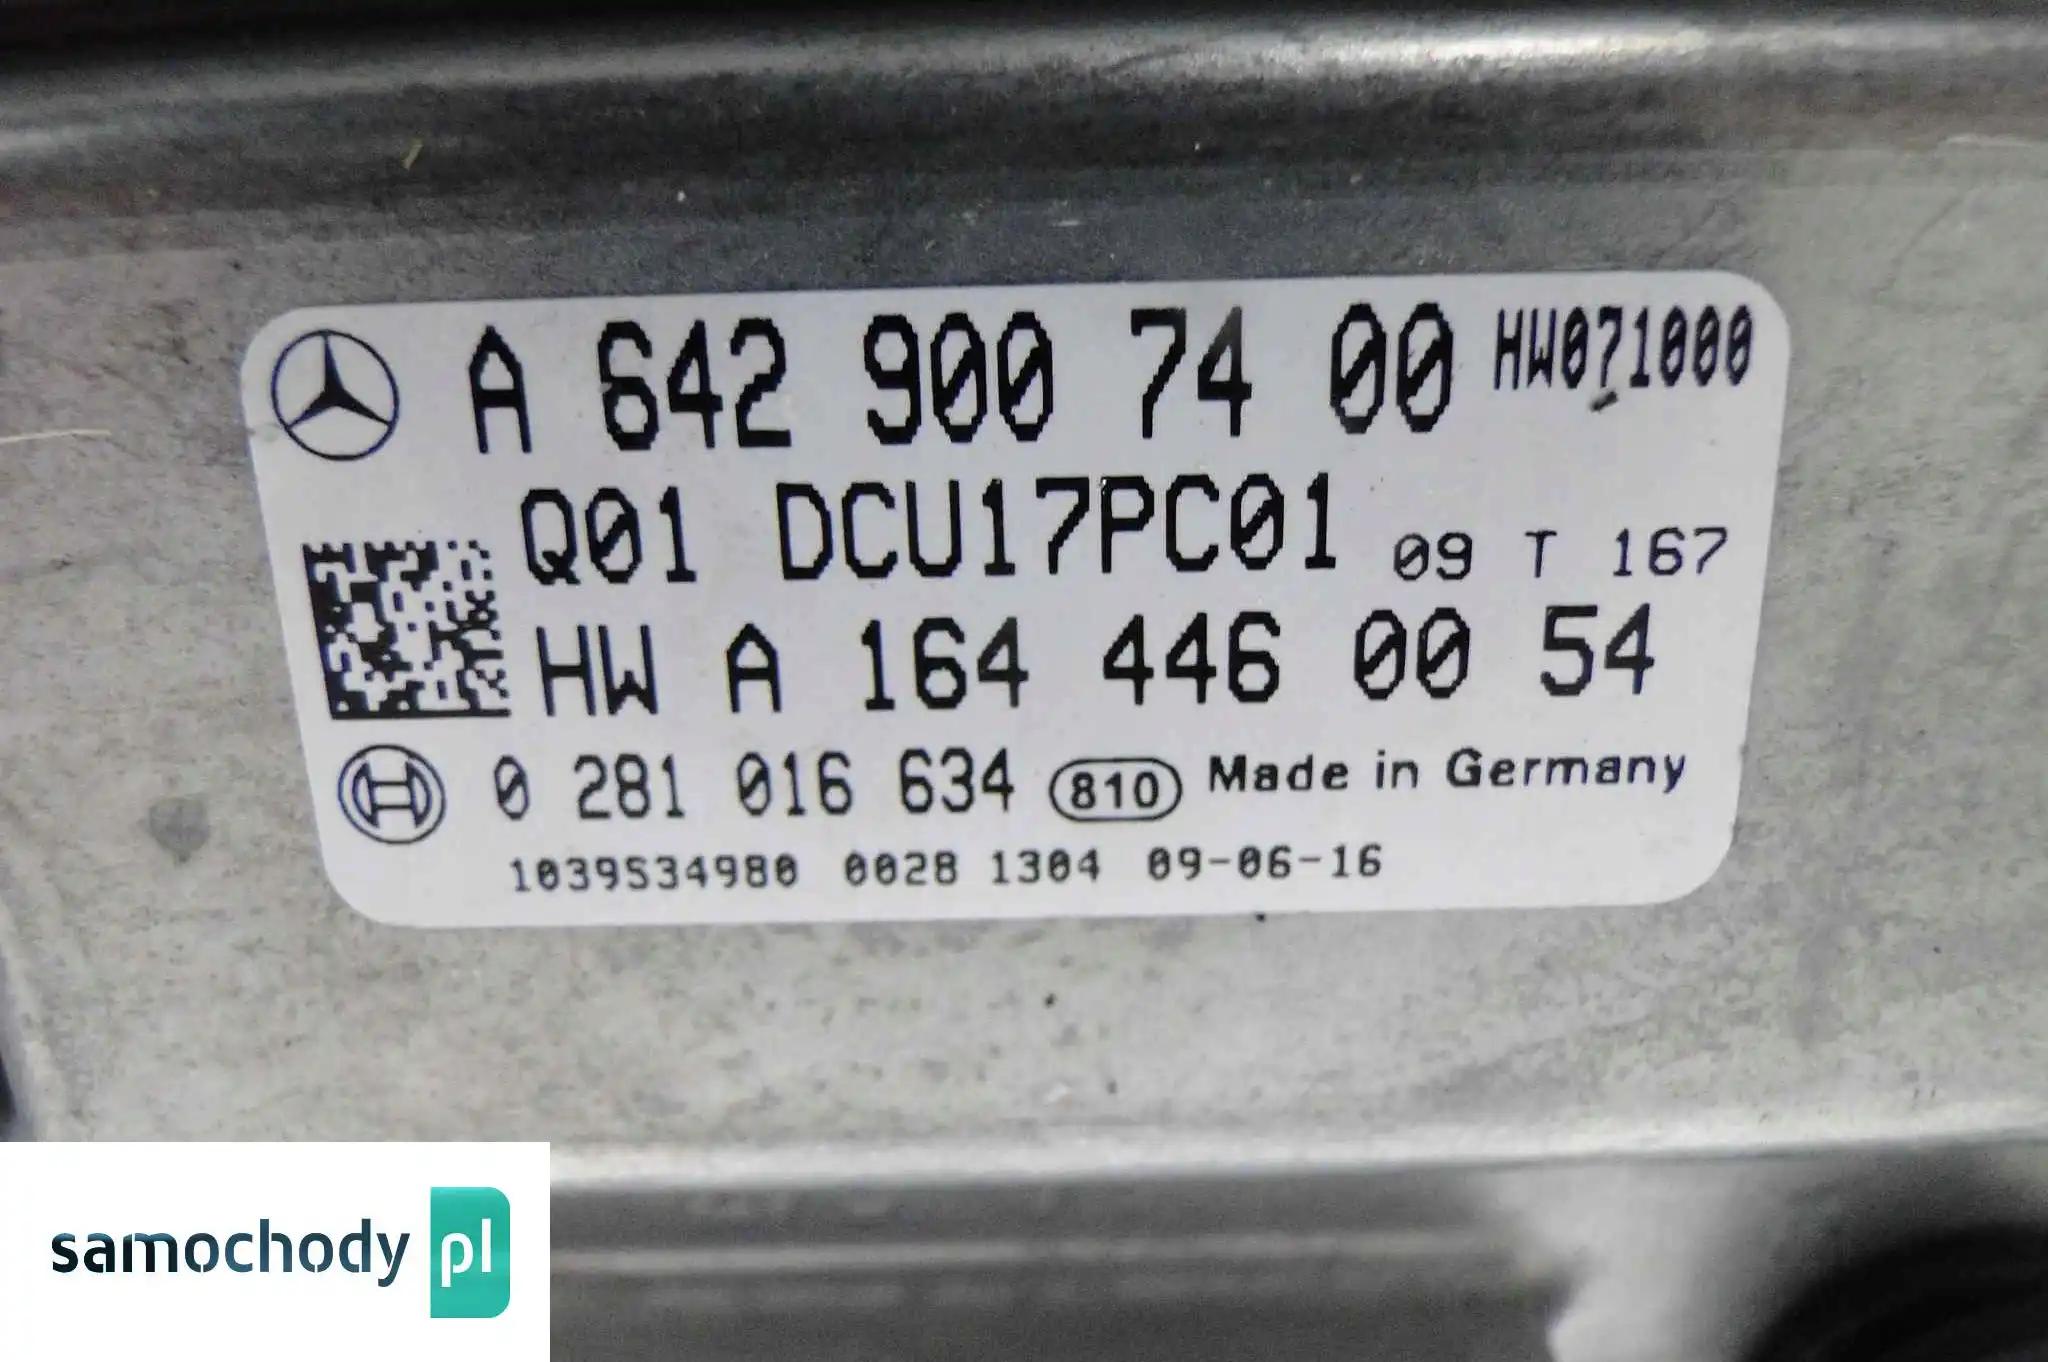 A 642 900 74 00 HW071000
Q01 DCU17PC01 09 T 167
HW A 164 446 00 54
0 281 016 634 810 Made in Germany
1039S34980 0028 1304 09-06-16
samochody pl